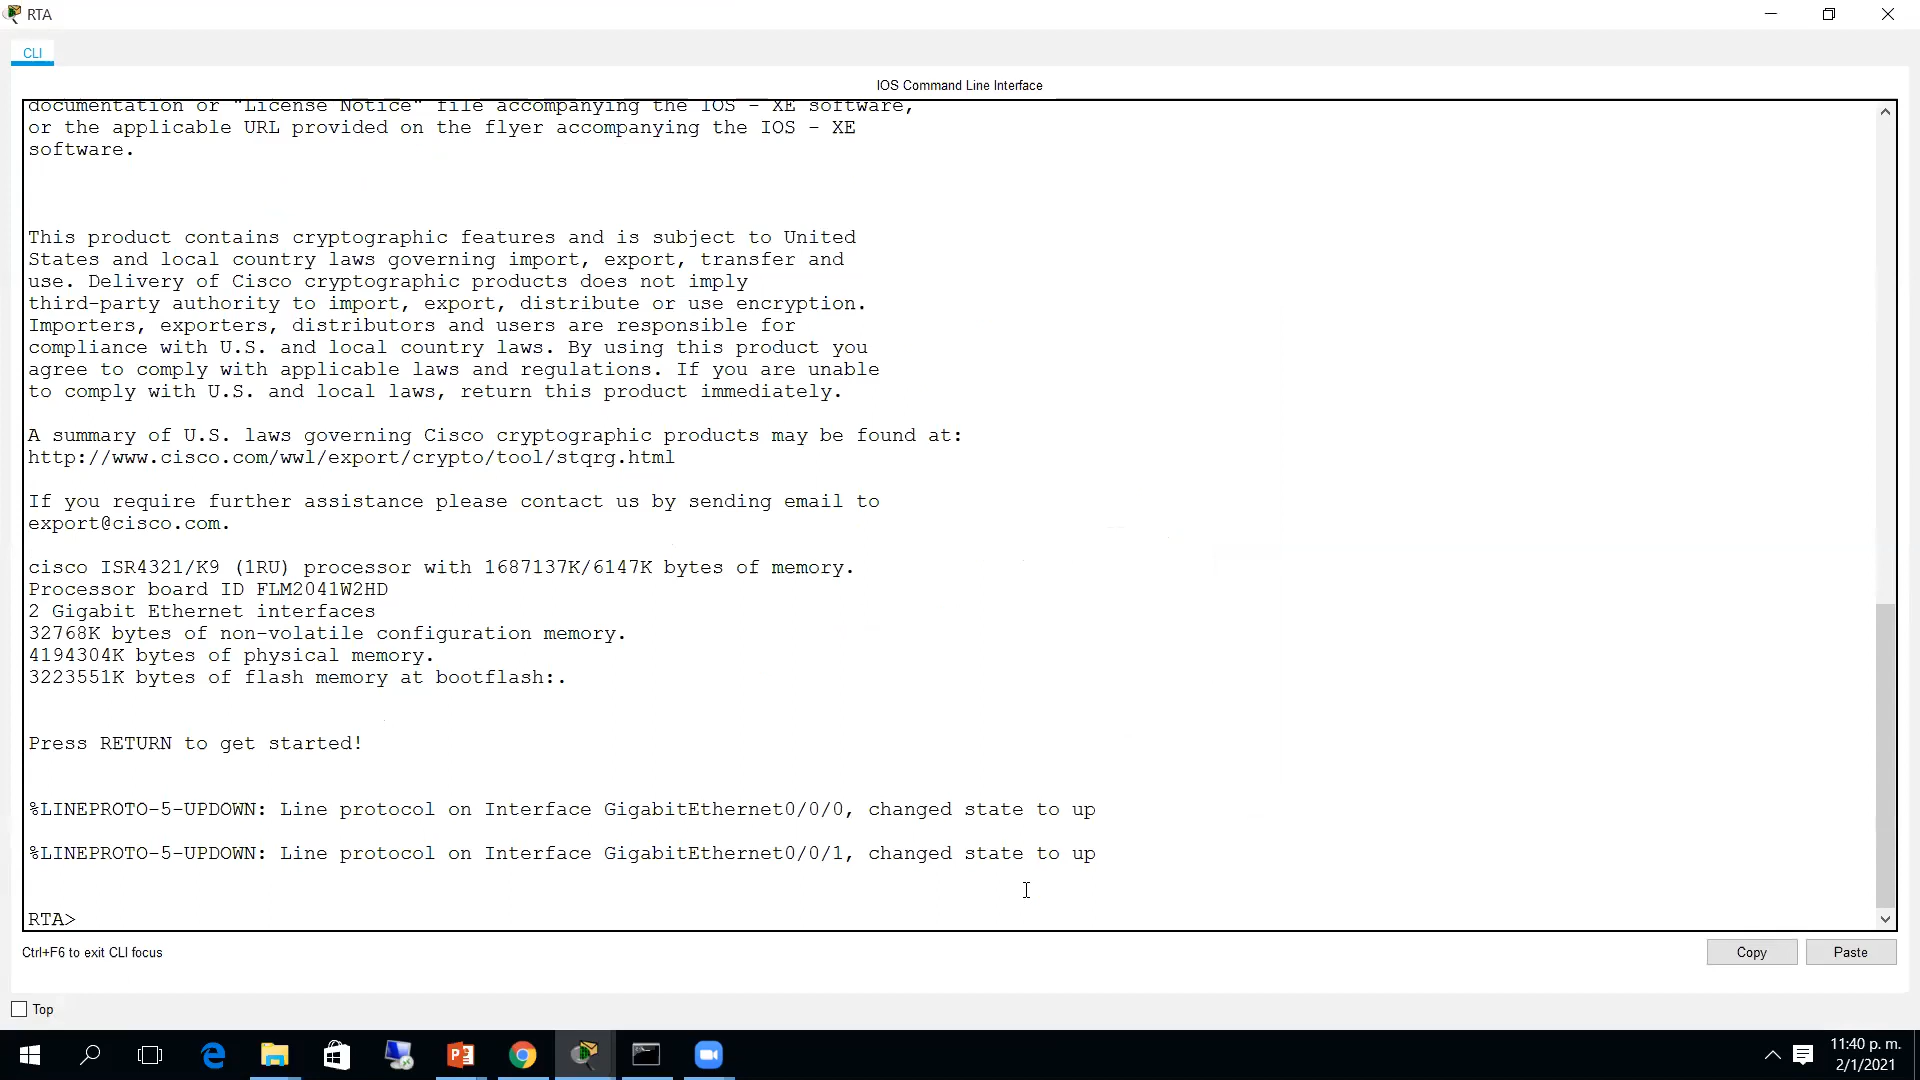 RTA
CLI
IOS Command Line Interface
documentation or "License Notice" file accompanying the IOS - XE software,
or the applicable URL provided on the flyer accompanying the IOS - XE
software.
This product contains cryptographic features and is subject to United
States and local country laws governing import, export, transfer and
use. Delivery of Cisco cryptographic products does not imply
third-party authority to import, export, distribute or use encryption.
Importers, exporters, distributors and users are responsible for
compliance with U.S. and local country laws. By using this product you
agree to comply with applicable laws and regulations. If you are unable
to comply with U.S. and local laws, return this product immediately.
A summary of U.S. laws governing Cisco cryptographic products may be found at:
http://www.cisco.com/wwl/export/crypto/tool/stqrg.html
If you require further assistance please contact us by sending email to
export@cisco.com.
cisco ISR4321/K9 (1RU) processor with 1687137K/6147K bytes of memory.
Processor board ID FLM2041W2HD
2 Gigabit Ethernet interfaces
32768K bytes of non-volatile configuration memory.
4194304K bytes of physical memory.
3223551K bytes of flash memory at bootflash:.
Press RETURN to get started!
%LINEPROTO-5-UPDOWN: Line protocol on Interface GigabitEthernet0/0/0, changed state to up
%LINEPROTO-5-UPDOWN: Line protocol on Interface GigabitEthernet0/0/1, changed state to up
RTA>
Ctrl+F6 to exit CLI focus
Copy
Paste
Top
11:40 p. m.
2/1/2021